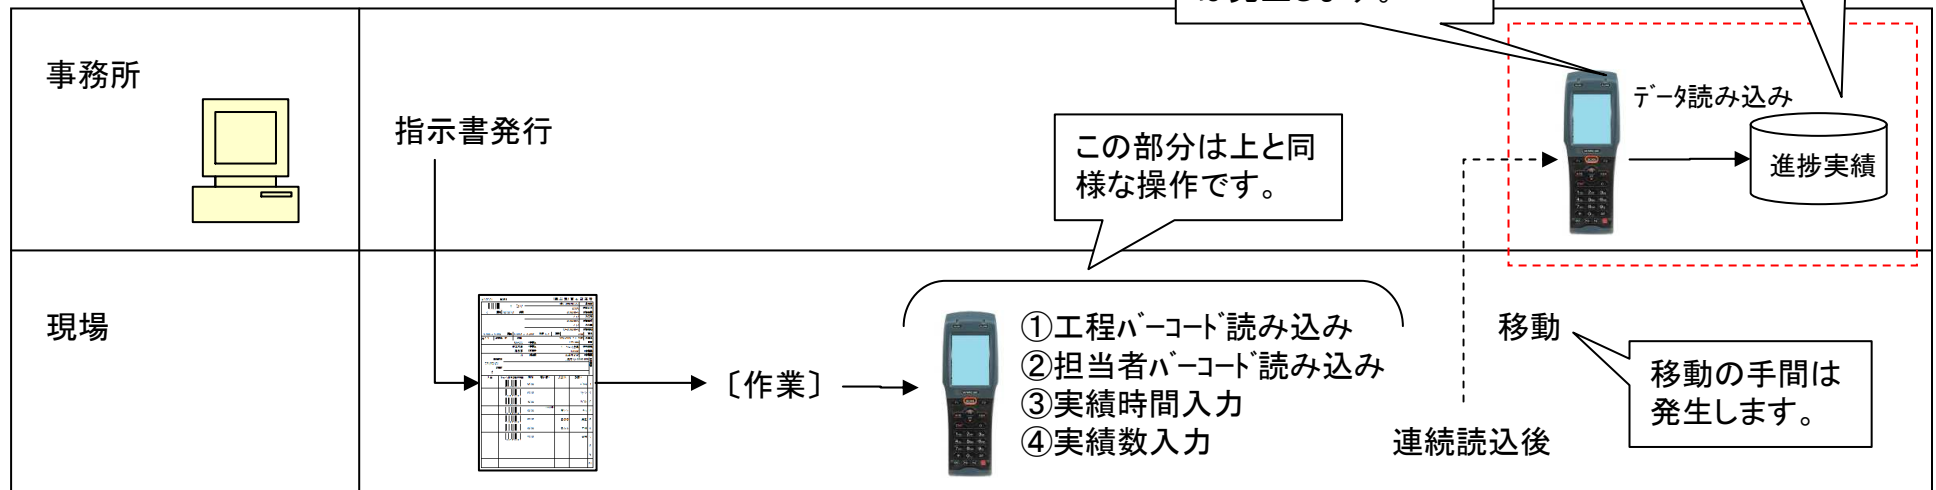 事務所
指示書発行
この部分は上と同
様な操作です。
ﾃﾞｰﾀ読み込み
進捗実績
現場
〔作業〕
①工程ﾊﾞｰｺｰﾄﾞ読み込み
②担当者ﾊﾞｰｺｰﾄﾞ読み込み
③実績時間入力
④実績数入力
移動
連続読込後
移動の手間は
発生します。